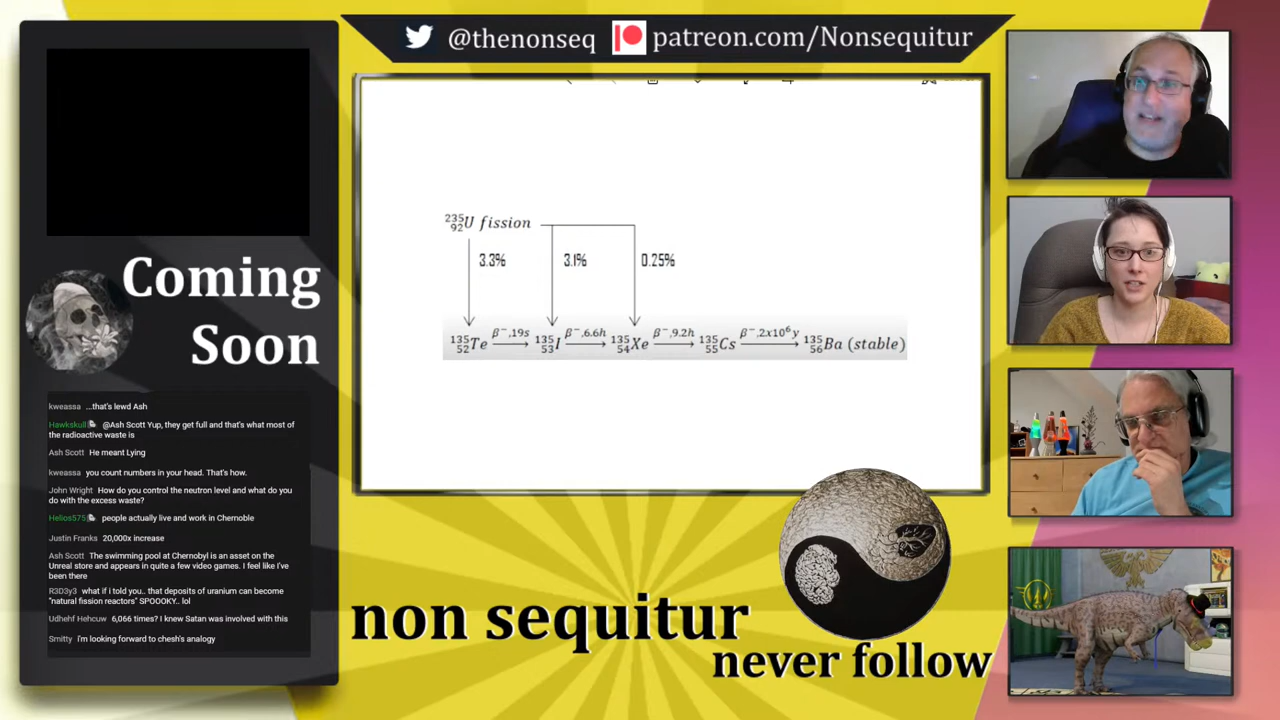 @thenonseq patreon.com/Nonsequitur
Coming
Soon
kweassa ...that's lewd Ash
Hawkskull @Ash Scott Yup, they get full and that's what most of
the radioactive waste is
Ash Scott He meant Lying
kweassa you count numbers in your head. That's how.
John Wright How do you control the neutron level and what do you
do with the excess waste?
Helios575 people actually live and work in Chernoble
Justin Franks 20,000x increase
Ash Scott The swimming pool at Chernobyl is an asset on the
Unreal store and appears in quite a few video games. I feel like I've
been there
R3D3y3 what if i told you.. that deposits of uranium can become
"natural fission reactors" SPOOOKY.. lol
Udhehf Hehcuw 6,066 times? I knew Satan was involved with this
Smitty I'm looking forward to chesh's analogy
²³⁵₉₂U fission
3.3% 3.1% 0.25%
¹³⁵₅₂Te β⁻,19s ¹³⁵₅₃I β⁻,6.6h ¹³⁵₅₄Xe β⁻,9.2h ¹³⁵₅₅Cs β⁻,2x10⁶y ¹³⁵₅₆Ba (stable)
non sequitur
never follow